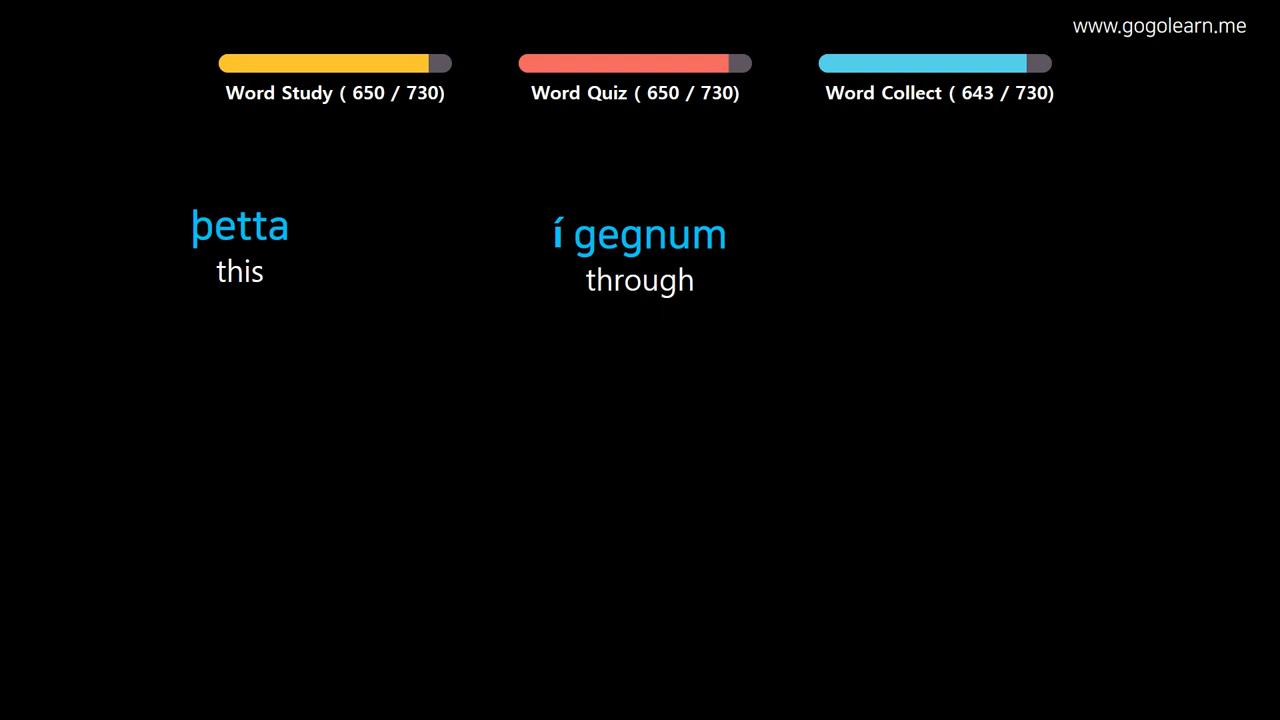 www.gogolearn.me
Word Study ( 650 / 730)
Word Quiz ( 650 / 730)
Word Collect ( 643 / 730)
þetta
this
í gegnum
through